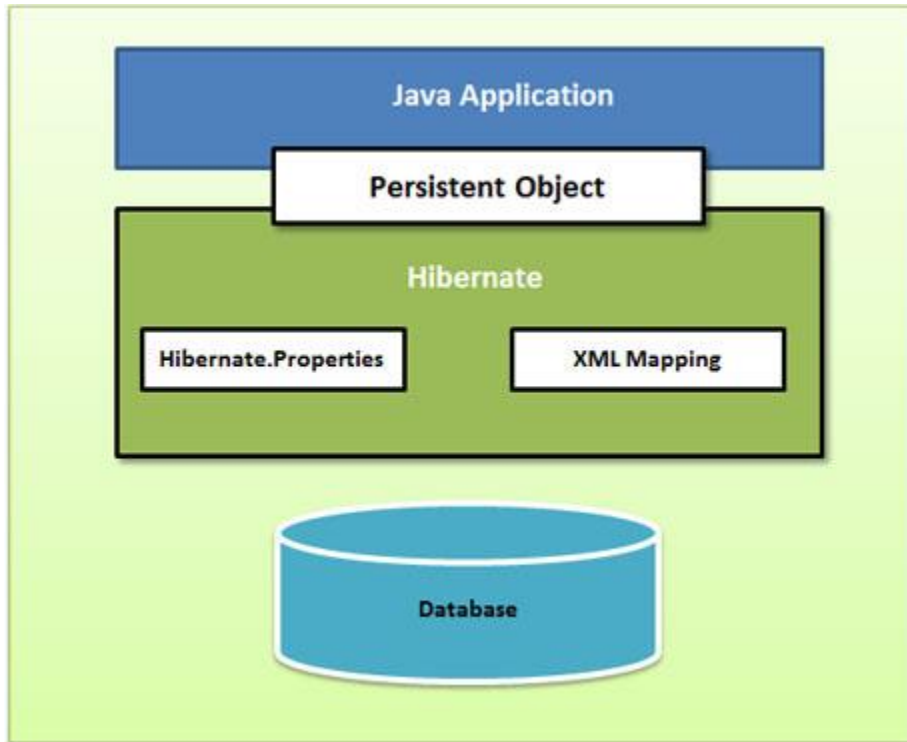 Java Application
Persistent Object
Hibernate
Hibernate.Properties
XML Mapping
Database